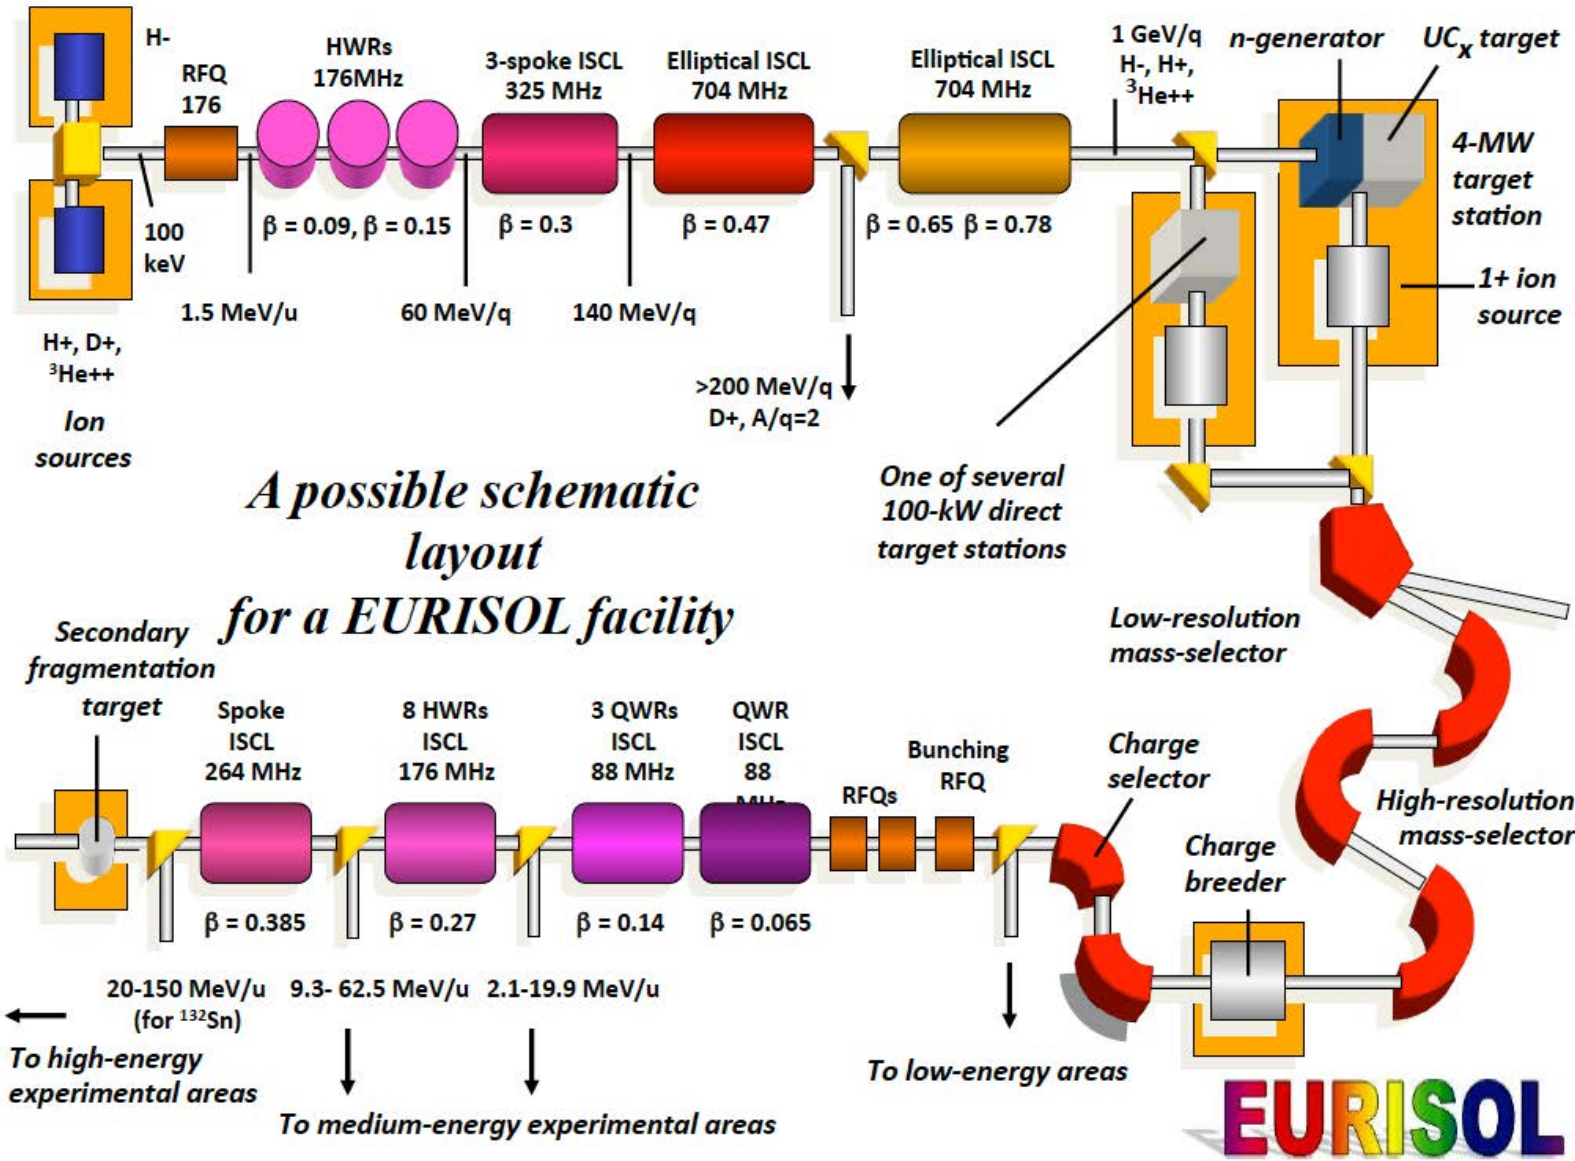 H-
RFQ
176
HWRs
176MHz
3-spoke ISCL
325 MHz
Elliptical ISCL
704 MHz
Elliptical ISCL
704 MHz
1 GeV/q
H-, H+,
³He++
n-generator
UCₓ target
4-MW
target
station
1+ ion
source
100
keV
β = 0.09, β = 0.15
β = 0.3
β = 0.47
β = 0.65 β = 0.78
1.5 MeV/u
60 MeV/q
140 MeV/q
H+, D+,
³He++
Ion
sources
>200 MeV/q
D+, A/q=2
One of several
100-kW direct
target stations
A possible schematic
layout
for a EURISOL facility
Low-resolution
mass-selector
Secondary
fragmentation
target
Spoke
ISCL
264 MHz
8 HWRs
ISCL
176 MHz
3 QWRs
ISCL
88 MHz
QWR
ISCL
88
MHz
RFQs
Bunching
RFQ
Charge
selector
High-resolution
mass-selector
Charge
breeder
β = 0.385
β = 0.27
β = 0.14
β = 0.065
20-150 MeV/u
(for ¹³²Sn)
9.3- 62.5 MeV/u
2.1-19.9 MeV/u
To high-energy
experimental areas
To medium-energy experimental areas
To low-energy areas
EURISOL